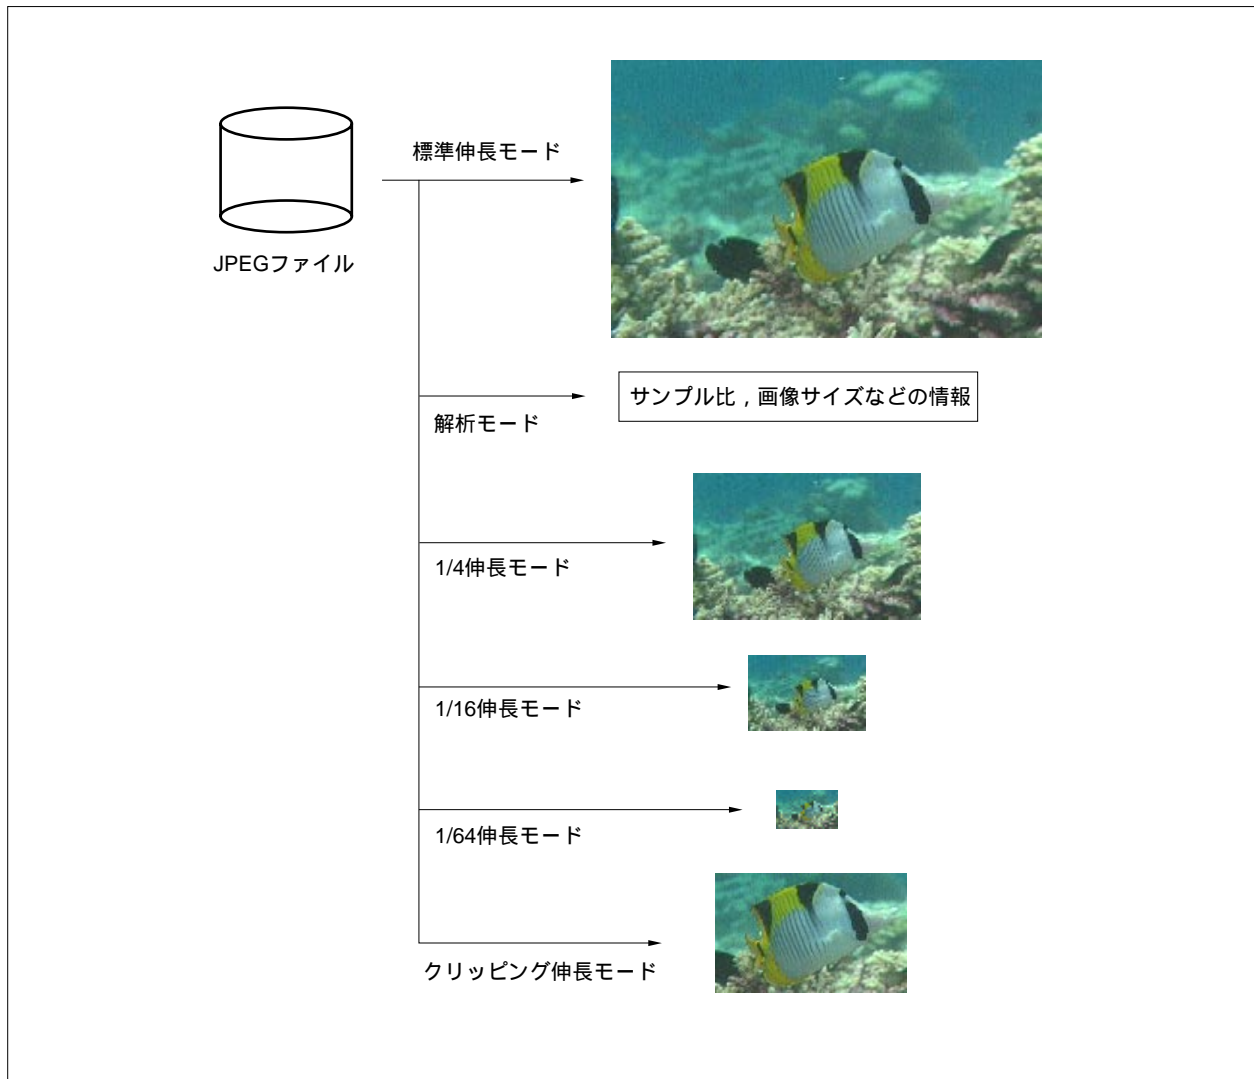 標準伸長モード
JPEGファイル
サンプル比，画像サイズなどの情報
解析モード
1/4伸長モード
1/16伸長モード
1/64伸長モード
クリッピング伸長モード